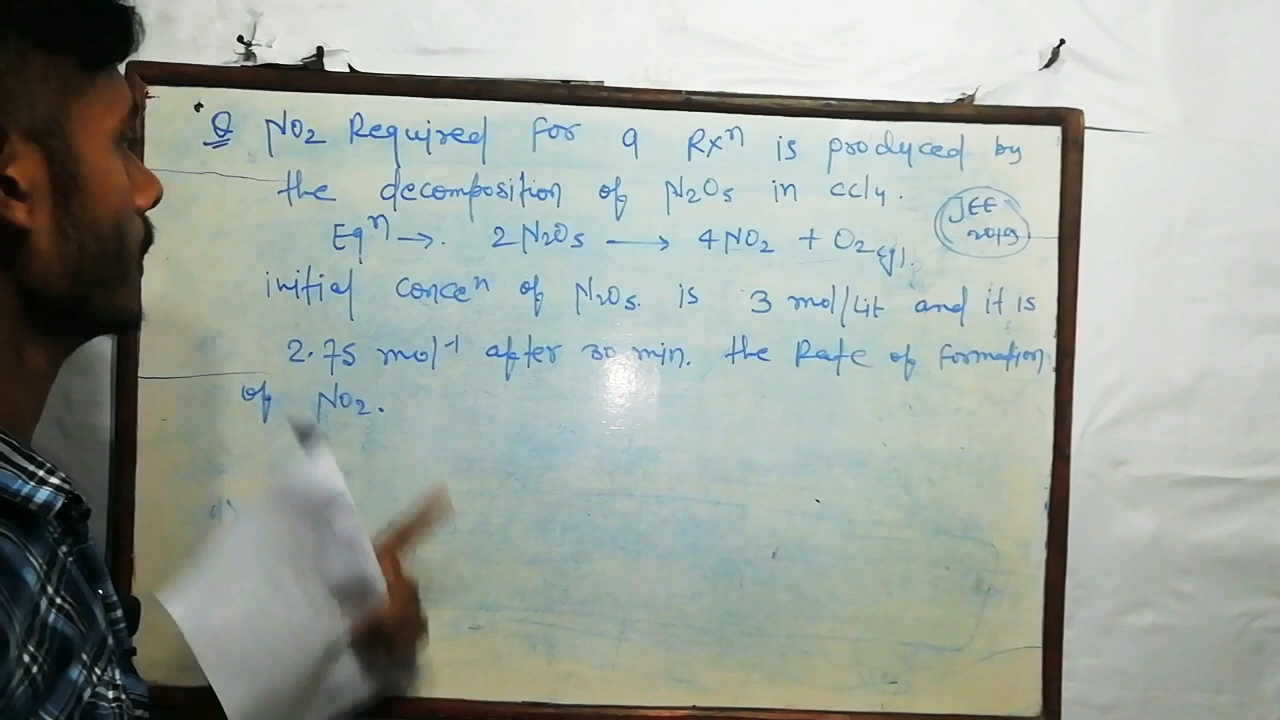 Q NO2 Required for a Rxn is produced by
the decomposition of N2O5 in ccl4.
Eqn →. 2N2O5 → 4NO2 + O2(g).
JEE
2019
initial concen of N2O5. is 3 mol/Lit and it is
2.75 mol-1 after 30 min. the Rate of formation
of NO2.